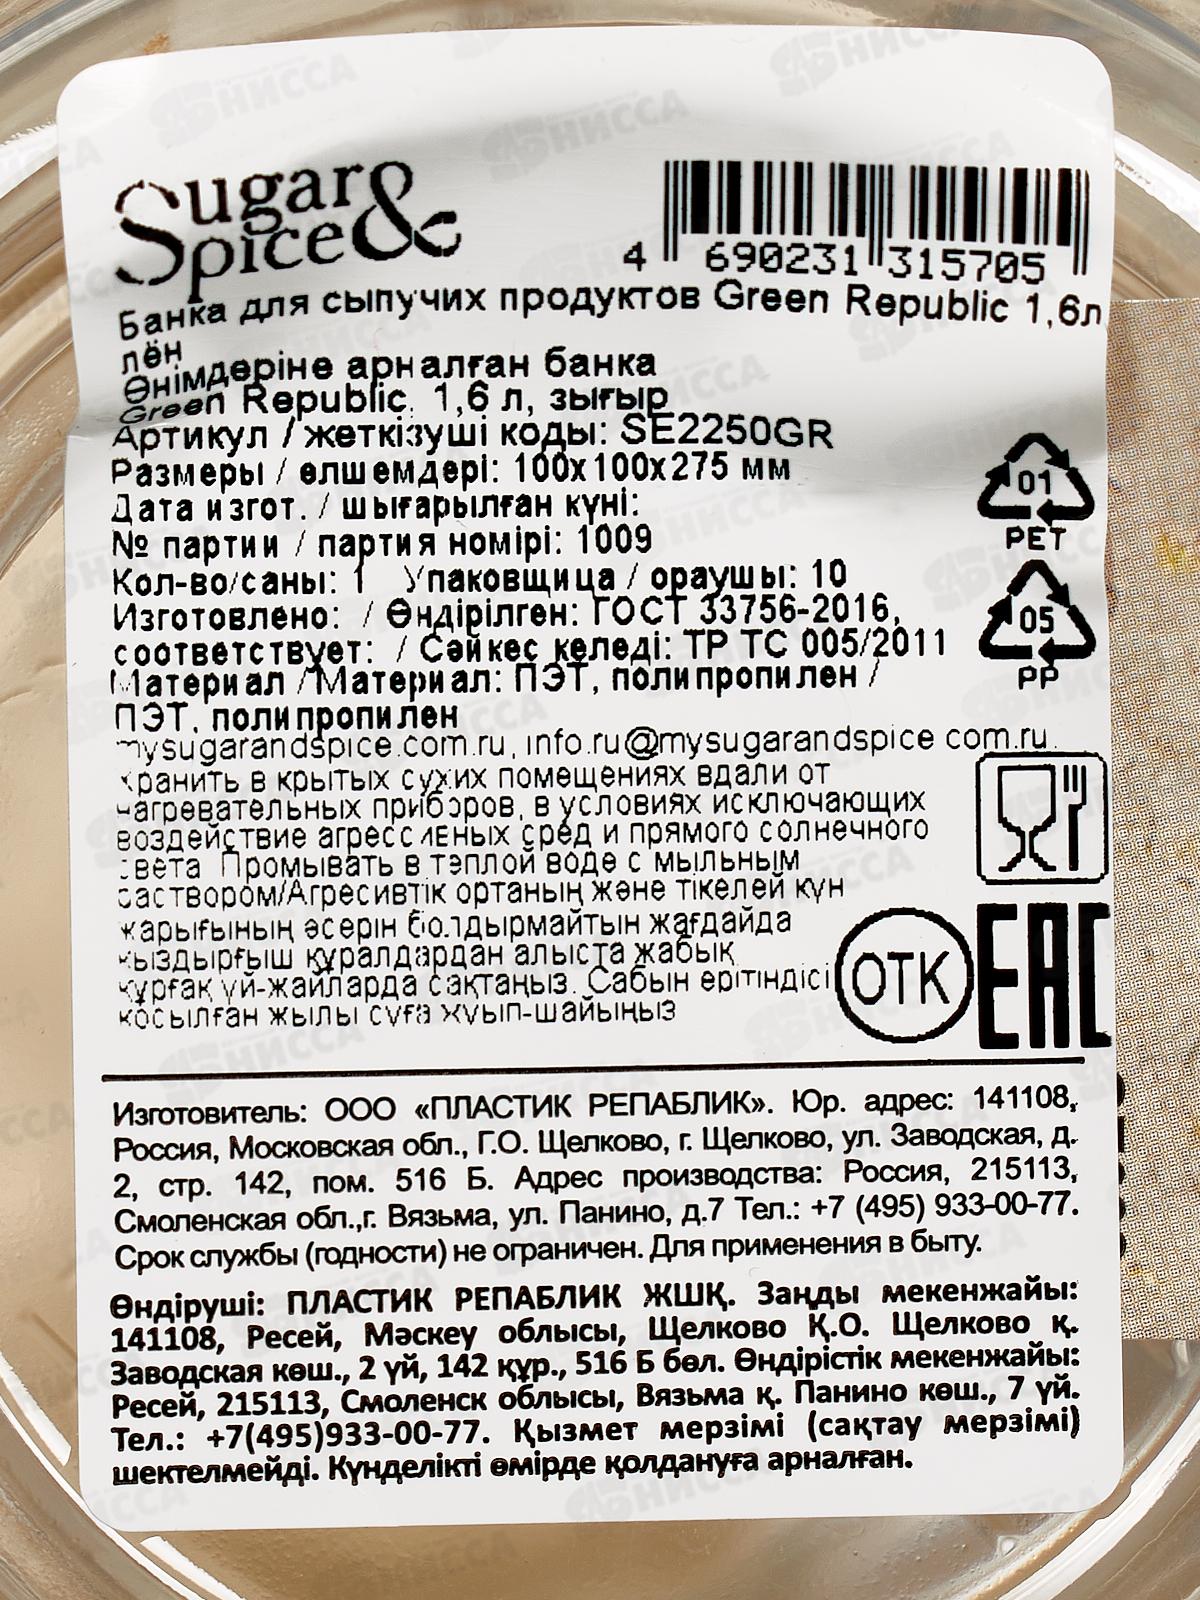 Sugar &
Spice
4 690231 315705
Банка для сыпучих продуктов Green Republic 1,6л
лён
Өнімдеріне арналған банка
Green Republic, 1,6 л, зығыр
Артикул / жеткізуші коды: SE2250GR
Размеры / өлшемдері: 100x100x275 мм
Дата изгот. / шығарылған күні:
№ партии / партия номірі: 1009
Кол-во/саны: 1 Упаковщица / ораушы: 10
Изготовлено: / Өндірілген: ГОСТ 33756-2016,
соответствует: / Сәйкес келеді: ТР ТС 005/2011
Материал / Материал: ПЭТ, полипропилен /
ПЭТ, полипропилен
mysugarandspice.com.ru, info.ru@mysugarandspice.com.ru
хранить в крытых сухих помещениях вдали от
нагревательных приборов, в условиях исключающих
воздействие агрессивных сред и прямого солнечного
света. Промывать в теплой воде с мыльным
раствором/Агресивтік ортаның және тікелей күн
жарығының әсерін болдырмайтын жағдайда
қыздырғыш құралдардан алыста жабық
құрғақ үй-жайларда сақтаңыз. Сабын ерітіндісі
қосылған жылы суға жуып-шайыңыз
01
PET
05
PP
ОТК
EAC
Изготовитель: ООО «ПЛАСТИК РЕПАБЛИК». Юр. адрес: 141108,
Россия, Московская обл., Г.О. Щелково, г. Щелково, ул. Заводская, д.
2, стр. 142, пом. 516 Б. Адрес производства: Россия, 215113,
Смоленская обл.,г. Вязьма, ул. Панино, д.7 Тел.: +7 (495) 933-00-77.
Срок службы (годности) не ограничен. Для применения в быту.
Өндіруші: ПЛАСТИК РЕПАБЛИК ЖШҚ. Заңды мекенжайы:
141108, Ресей, Мәскеу облысы, Щелково Қ.О. Щелково қ.
Заводская көш., 2 үй, 142 құр., 516 Б бөл. Өндірістік мекенжайы:
Ресей, 215113, Смоленск облысы, Вязьма қ. Панино көш., 7 үй.
Тел.: +7(495)933-00-77. Қызмет мерзімі (сақтау мерзімі)
шектелмейді. Күнделікті өмірде қолдануға арналған.